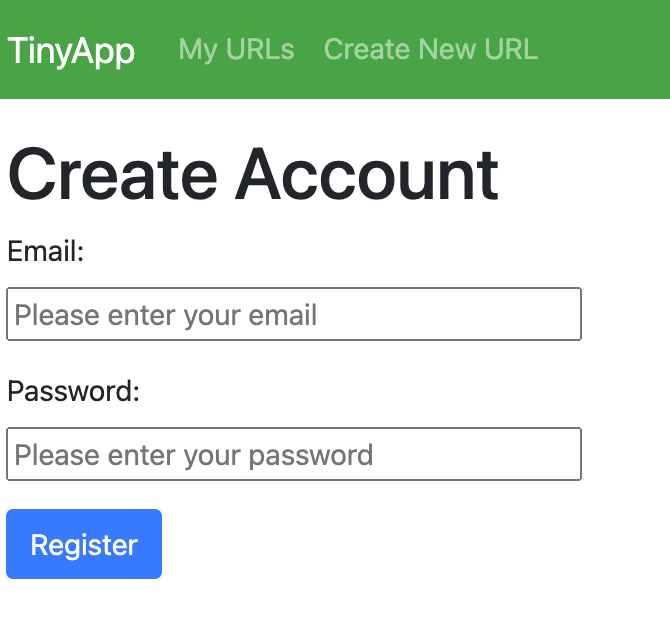 TinyApp My URLs Create New URL
Create Account
Email:
Please enter your email
Password:
Please enter your password
Register